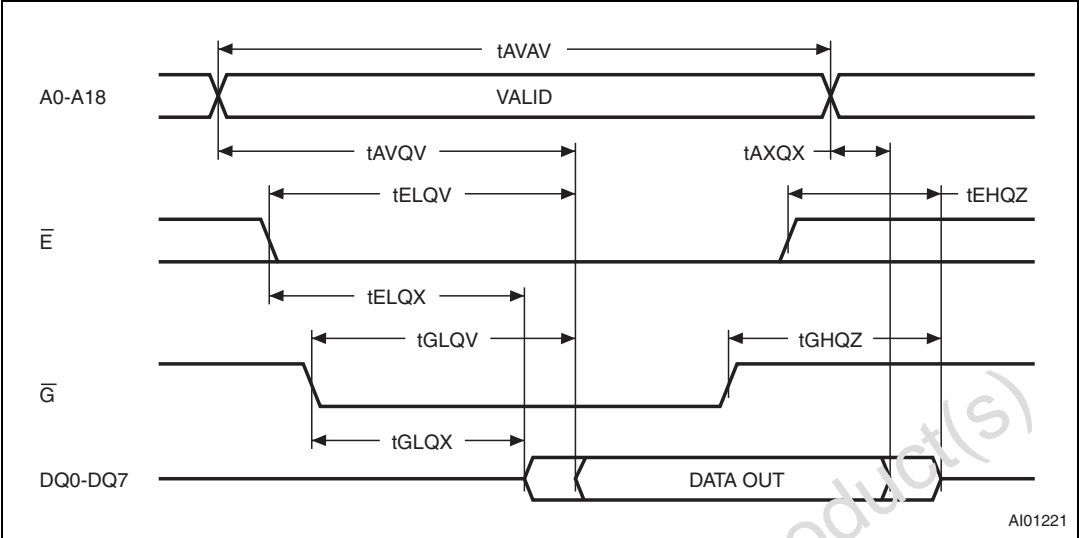 tAVAV
A0-A18
VALID
tAVQV
tAXQX
tELQV
tEHQZ
E
tELQX
tGLQV
tGHQZ
G
tGLQX
DQ0-DQ7
DATA OUT
AI01221